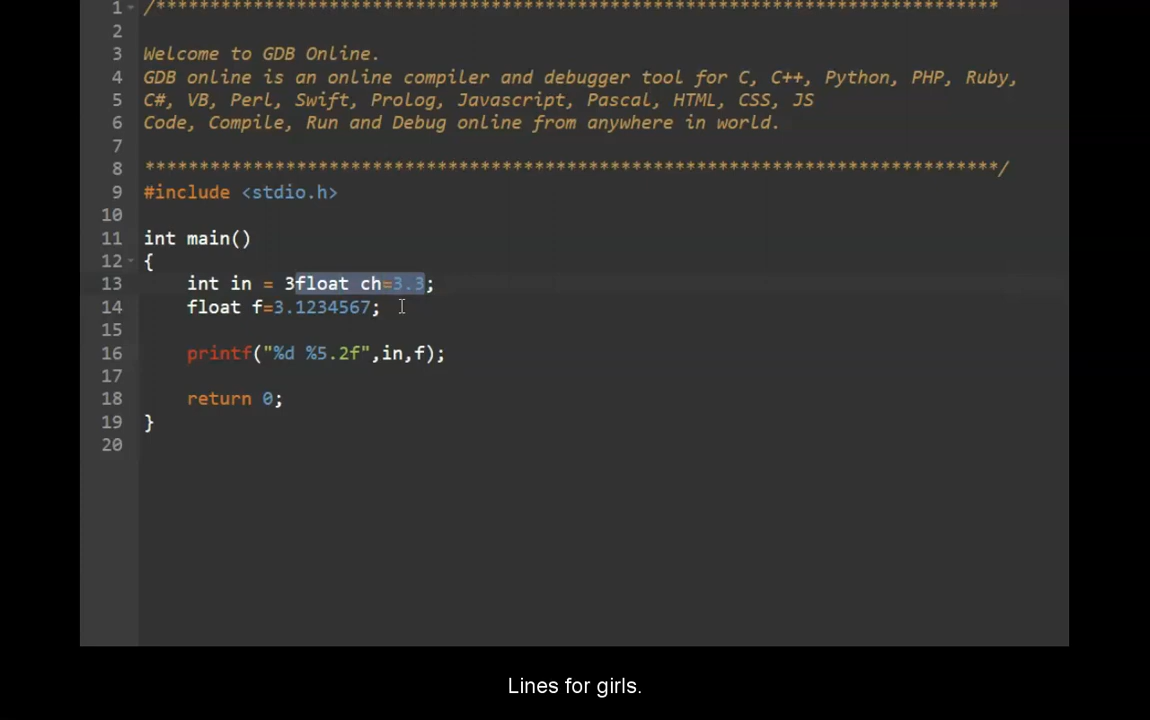 1 /******************************************************************************
2
3 Welcome to GDB Online.
4 GDB online is an online compiler and debugger tool for C, C++, Python, PHP, Ruby,
5 C#, VB, Perl, Swift, Prolog, Javascript, Pascal, HTML, CSS, JS
6 Code, Compile, Run and Debug online from anywhere in world.
7
8 *******************************************************************************/
9 #include <stdio.h>
10
11 int main()
12 {
13 int in = 3float ch=3.3;
14 float f=3.1234567;
15
16 printf("%d %5.2f",in,f);
17
18 return 0;
19 }
20
Lines for girls.